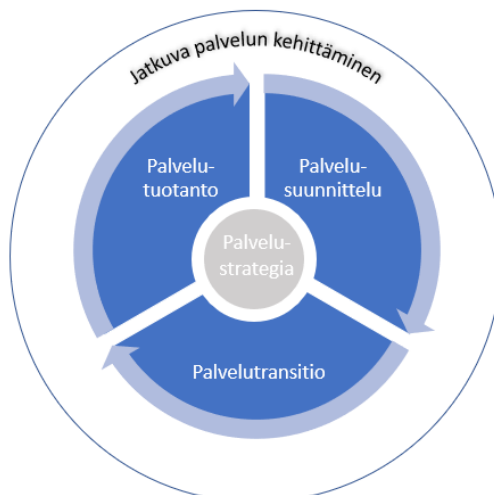 Jatkuva palvelun kehittäminen
Palvelu-
tuotanto
Palvelu-
suunnittelu
Palvelu-
strategia
Palvelutransitio